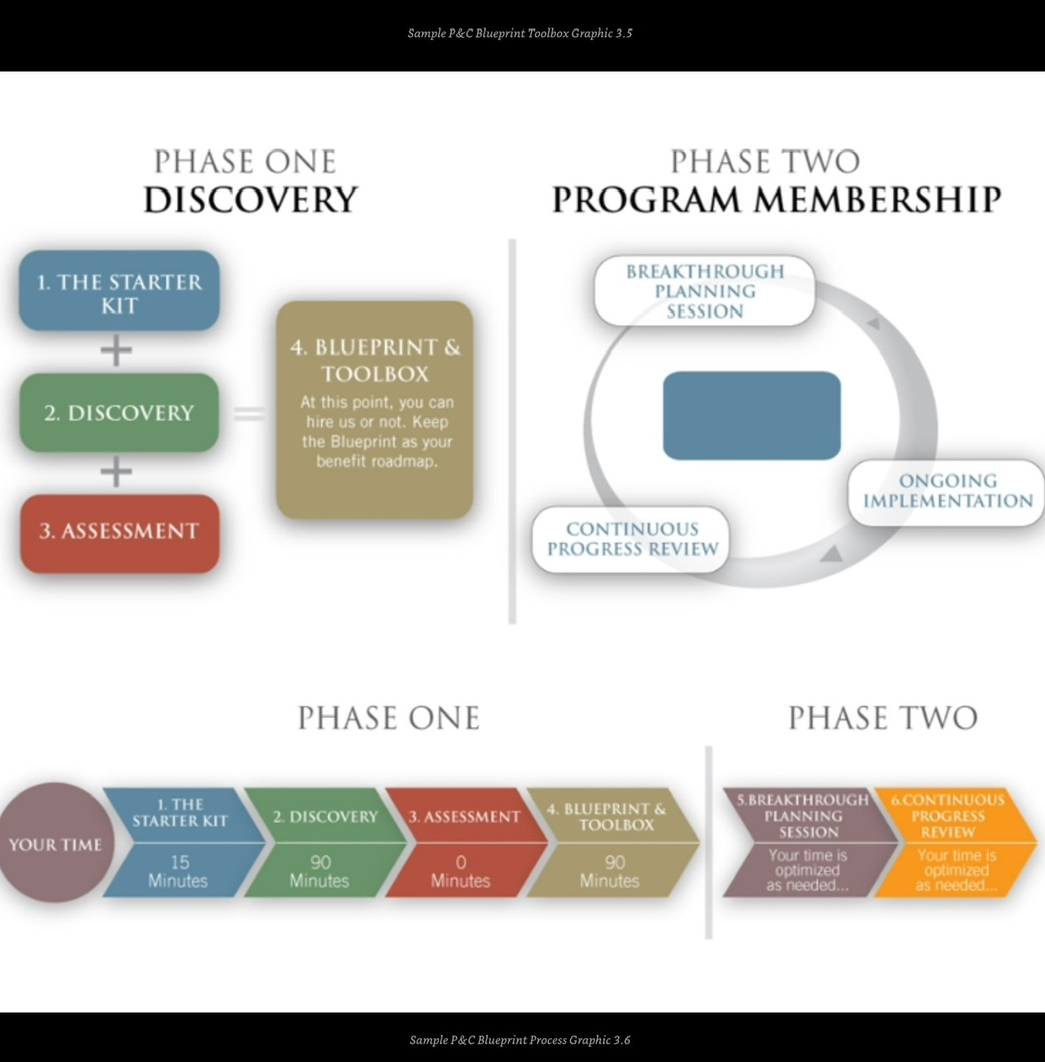 Sample P&C Blueprint Toolbox Graphic 3.5
PHASE ONE
DISCOVERY
1. THE STARTER
KIT
+
2. DISCOVERY
+
3. ASSESSMENT
=
4. BLUEPRINT &
TOOLBOX
At this point, you can
hire us or not. Keep
the Blueprint as your
benefit roadmap.
PHASE TWO
PROGRAM MEMBERSHIP
BREAKTHROUGH
PLANNING
SESSION
ONGOING
IMPLEMENTATION
CONTINUOUS
PROGRESS REVIEW
PHASE ONE
YOUR TIME
1. THE
STARTER KIT
15
Minutes
2. DISCOVERY
90
Minutes
3. ASSESSMENT
0
Minutes
4. BLUEPRINT &
TOOLBOX
90
Minutes
PHASE TWO
5.BREAKTHROUGH
PLANNING
SESSION
Your time is
optimized
as needed...
6.CONTINUOUS
PROGRESS
REVIEW
Your time is
optimized
as needed...
Sample P&C Blueprint Process Graphic 3.6